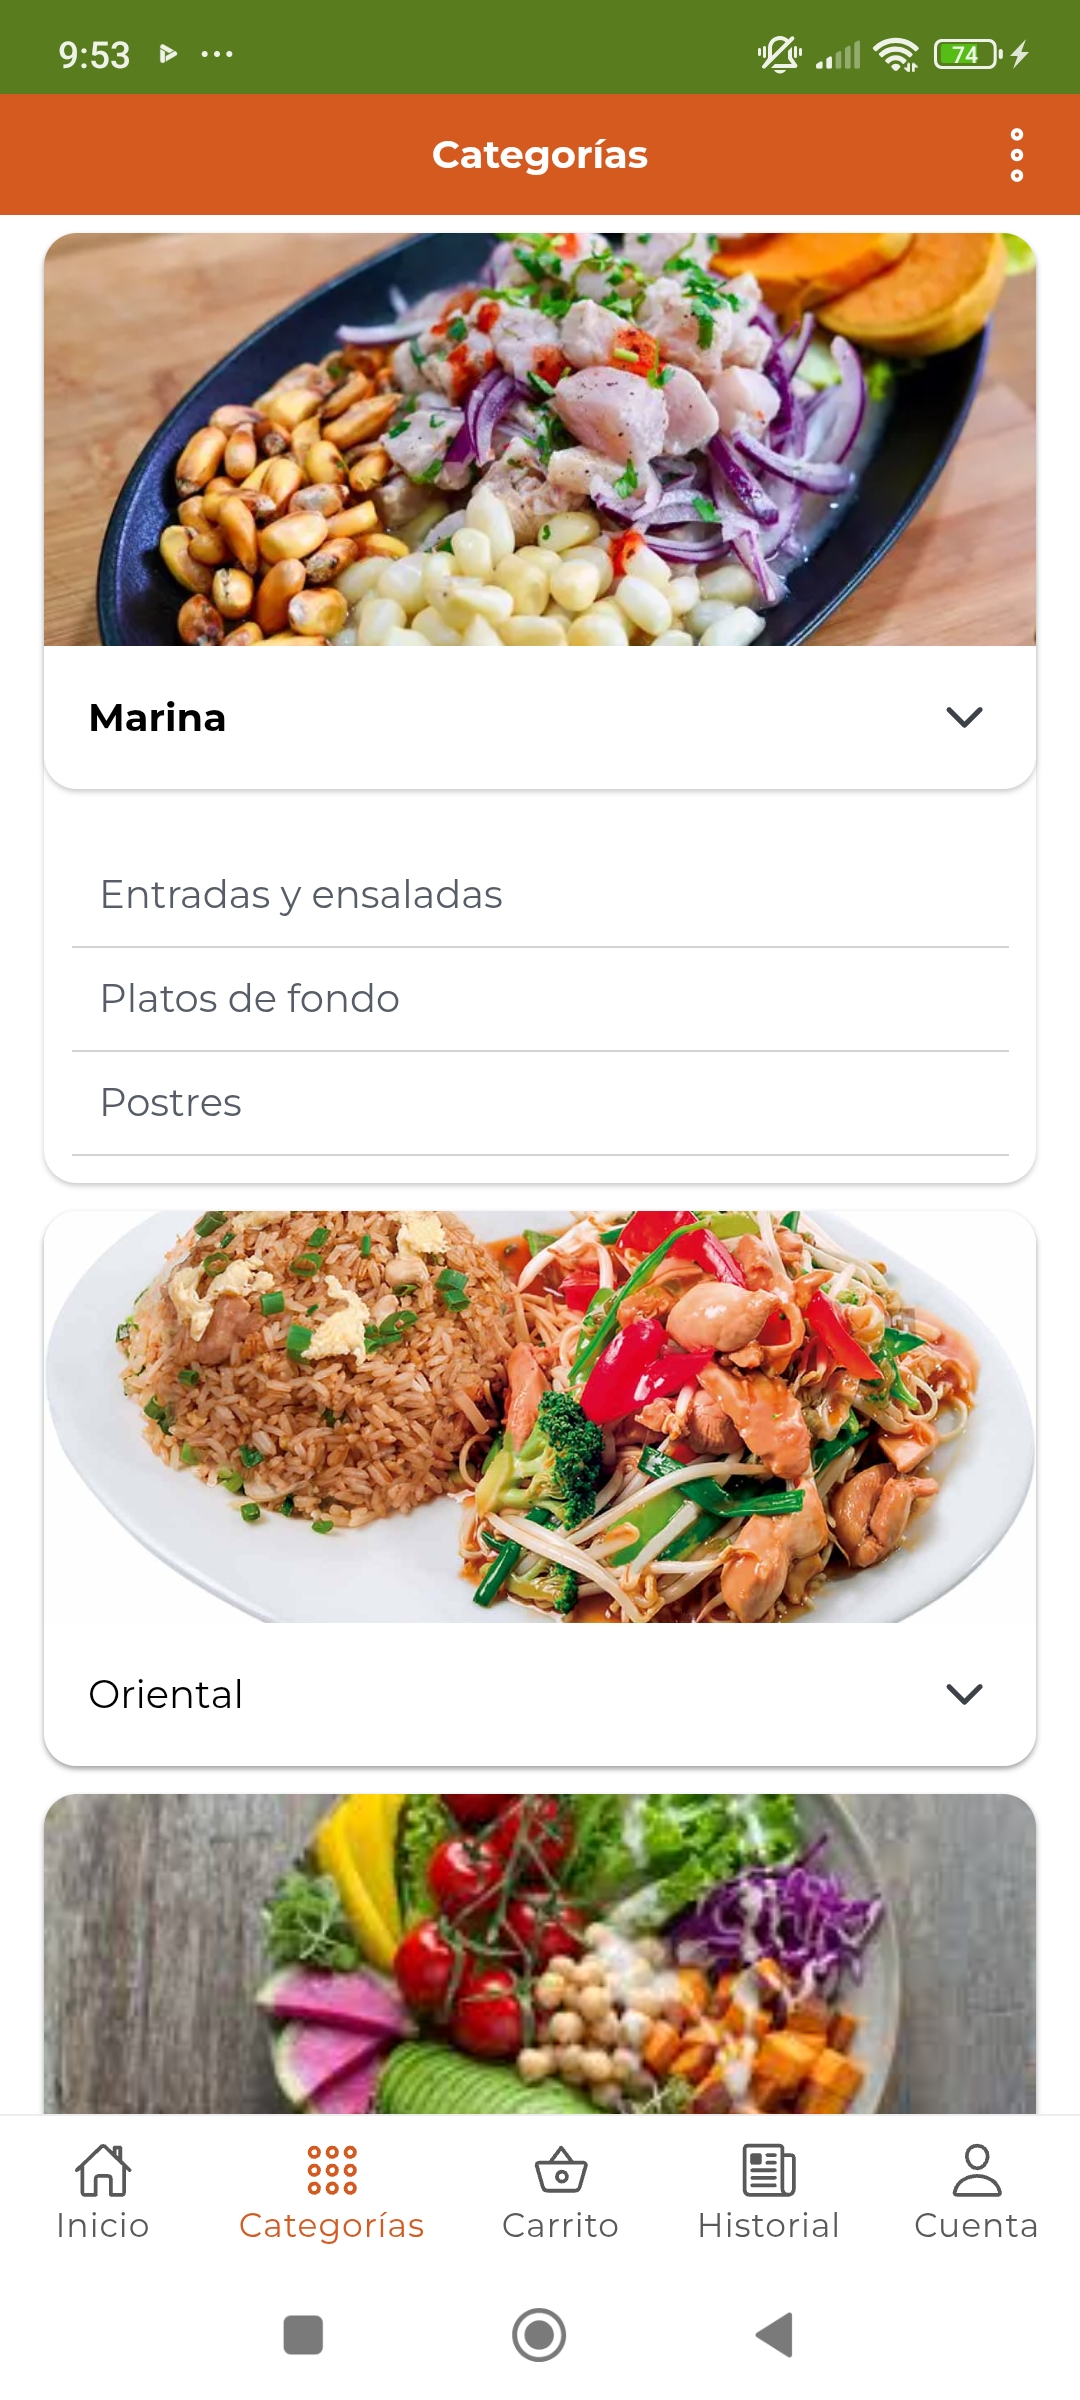 9:53
74
Categorías
Marina
Entradas y ensaladas
Platos de fondo
Postres
Oriental
Inicio
Categorías
Carrito
Historial
Cuenta